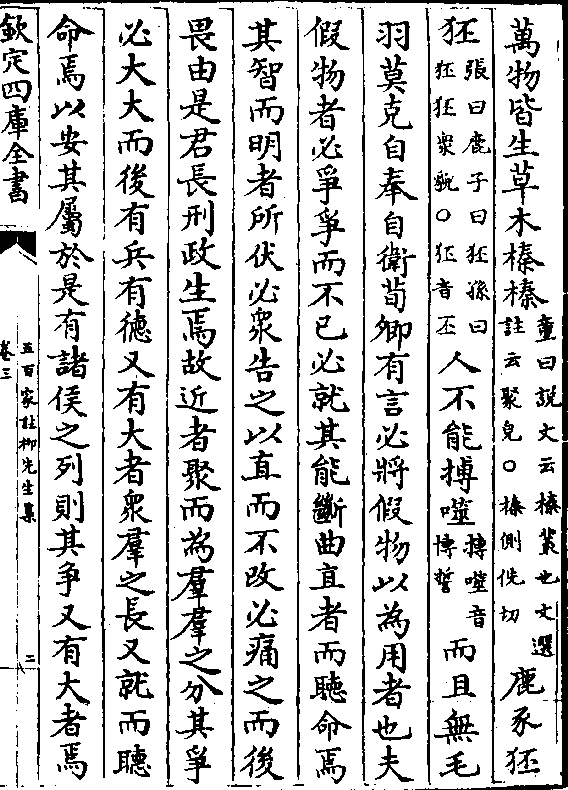 萬物皆生草木榛榛童曰說文云榛叢也文選註云聚皃○榛側侁切鹿豕狉
狉張曰鹿子曰狂孫曰狂狂衆貌○狂音丕人不能搏噬搏噬音博誓而且無毛
羽莫克自奉自衞荀卿有言必將假物以為用者也夫
假物者必爭爭而不已必就其能斷曲直者而聽命焉
其智而明者所伏必衆告之以直而不改必痛之而後
畏由是君長刑政生焉故近者聚而為羣羣之分其爭
必大大而後有兵有德又有大者衆羣之長又就而聽
命焉以安其屬於是有諸侯之列則其爭又有大者焉
欽定四庫全書
五百家註柳先生集
卷三
三